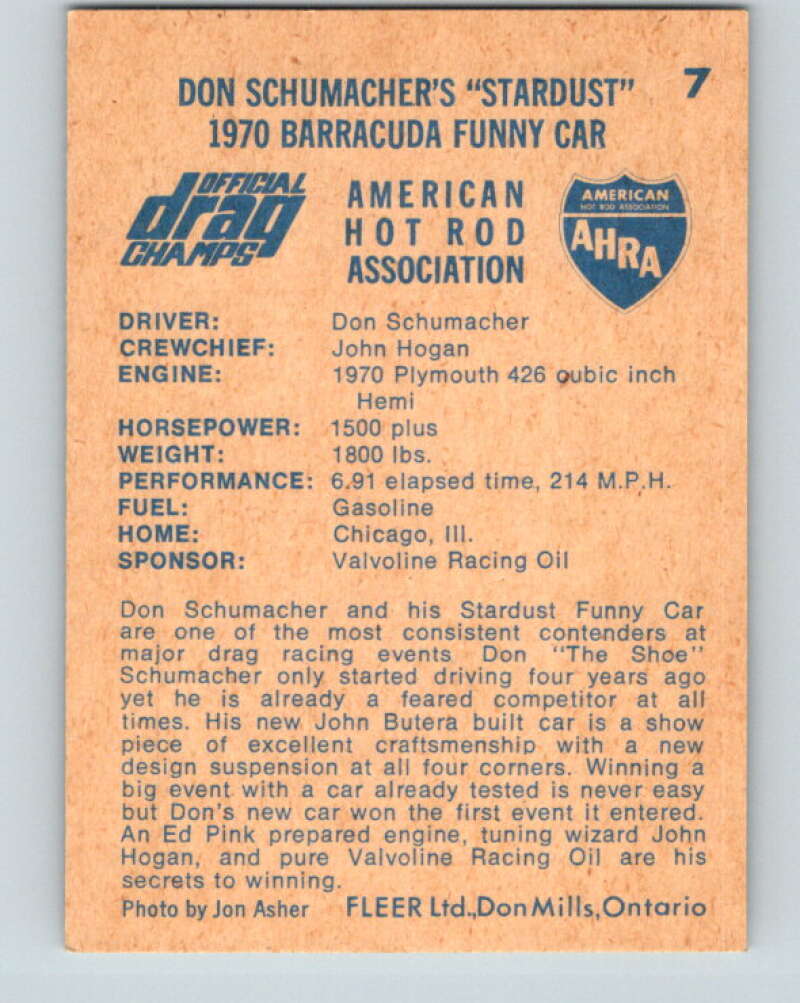 DON SCHUMACHER'S "STARDUST" 7
1970 BARRACUDA FUNNY CAR
OFFICIAL
drag
CHAMPS
AMERICAN
HOT ROD
ASSOCIATION
AMERICAN
HOT ROD ASSOCIATION
AHRA
DRIVER: Don Schumacher
CREWCHIEF: John Hogan
ENGINE: 1970 Plymouth 426 cubic inch
Hemi
HORSEPOWER: 1500 plus
WEIGHT: 1800 lbs.
PERFORMANCE: 6.91 elapsed time, 214 M.P.H.
FUEL: Gasoline
HOME: Chicago, Ill.
SPONSOR: Valvoline Racing Oil
Don Schumacher and his Stardust Funny Car
are one of the most consistent contenders at
major drag racing events Don "The Shoe"
Schumacher only started driving four years ago
yet he is already a feared competitor at all
times. His new John Butera built car is a show
piece of excellent craftsmenship with a new
design suspension at all four corners. Winning a
big event with a car already tested is never easy
but Don's new car won the first event it entered.
An Ed Pink prepared engine, tuning wizard John
Hogan, and pure Valvoline Racing Oil are his
secrets to winning.
Photo by Jon Asher FLEER Ltd., Don Mills, Ontario